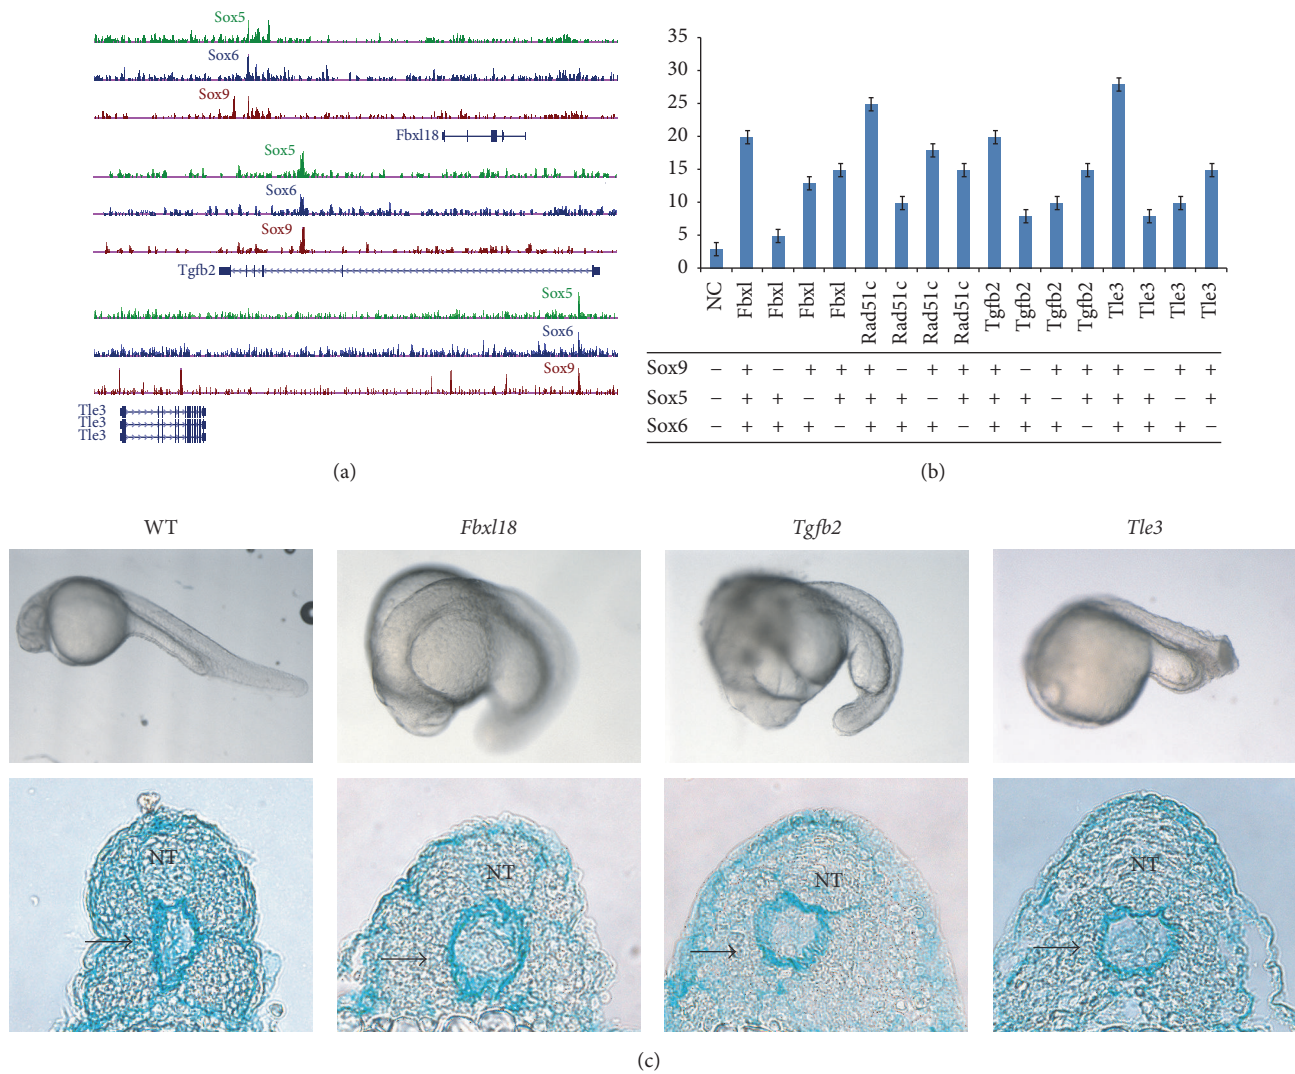 Sox5
Sox6
Sox9
Fbxl18
Sox5
Sox6
Sox9
Tgfb2
Sox5
Sox6
Sox9
Tle3
Tle3
Tle3
(a)
35
30
25
20
15
10
5
0
NC Fbxl Fbxl Fbxl Fbxl Rad51c Rad51c Rad51c Rad51c Tgfb2 Tgfb2 Tgfb2 Tgfb2 Tle3 Tle3 Tle3 Tle3
Sox9 − + − + + + − + + + − + + + − + +
Sox5 − + + − + + − − + + + − + + + − +
Sox6 − + + + − + + + − + + + − + + + −
(b)
WT Fbxl18 Tgfb2 Tle3
NT NT NT NT
(c)